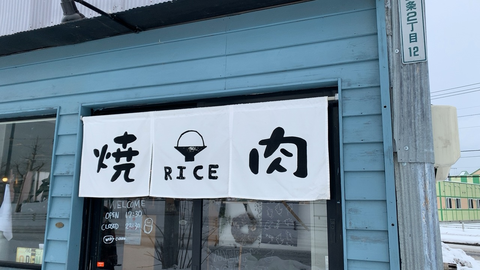 焼 RICE 肉
WELCOME
OPEN
CLOSED
条2丁目
12